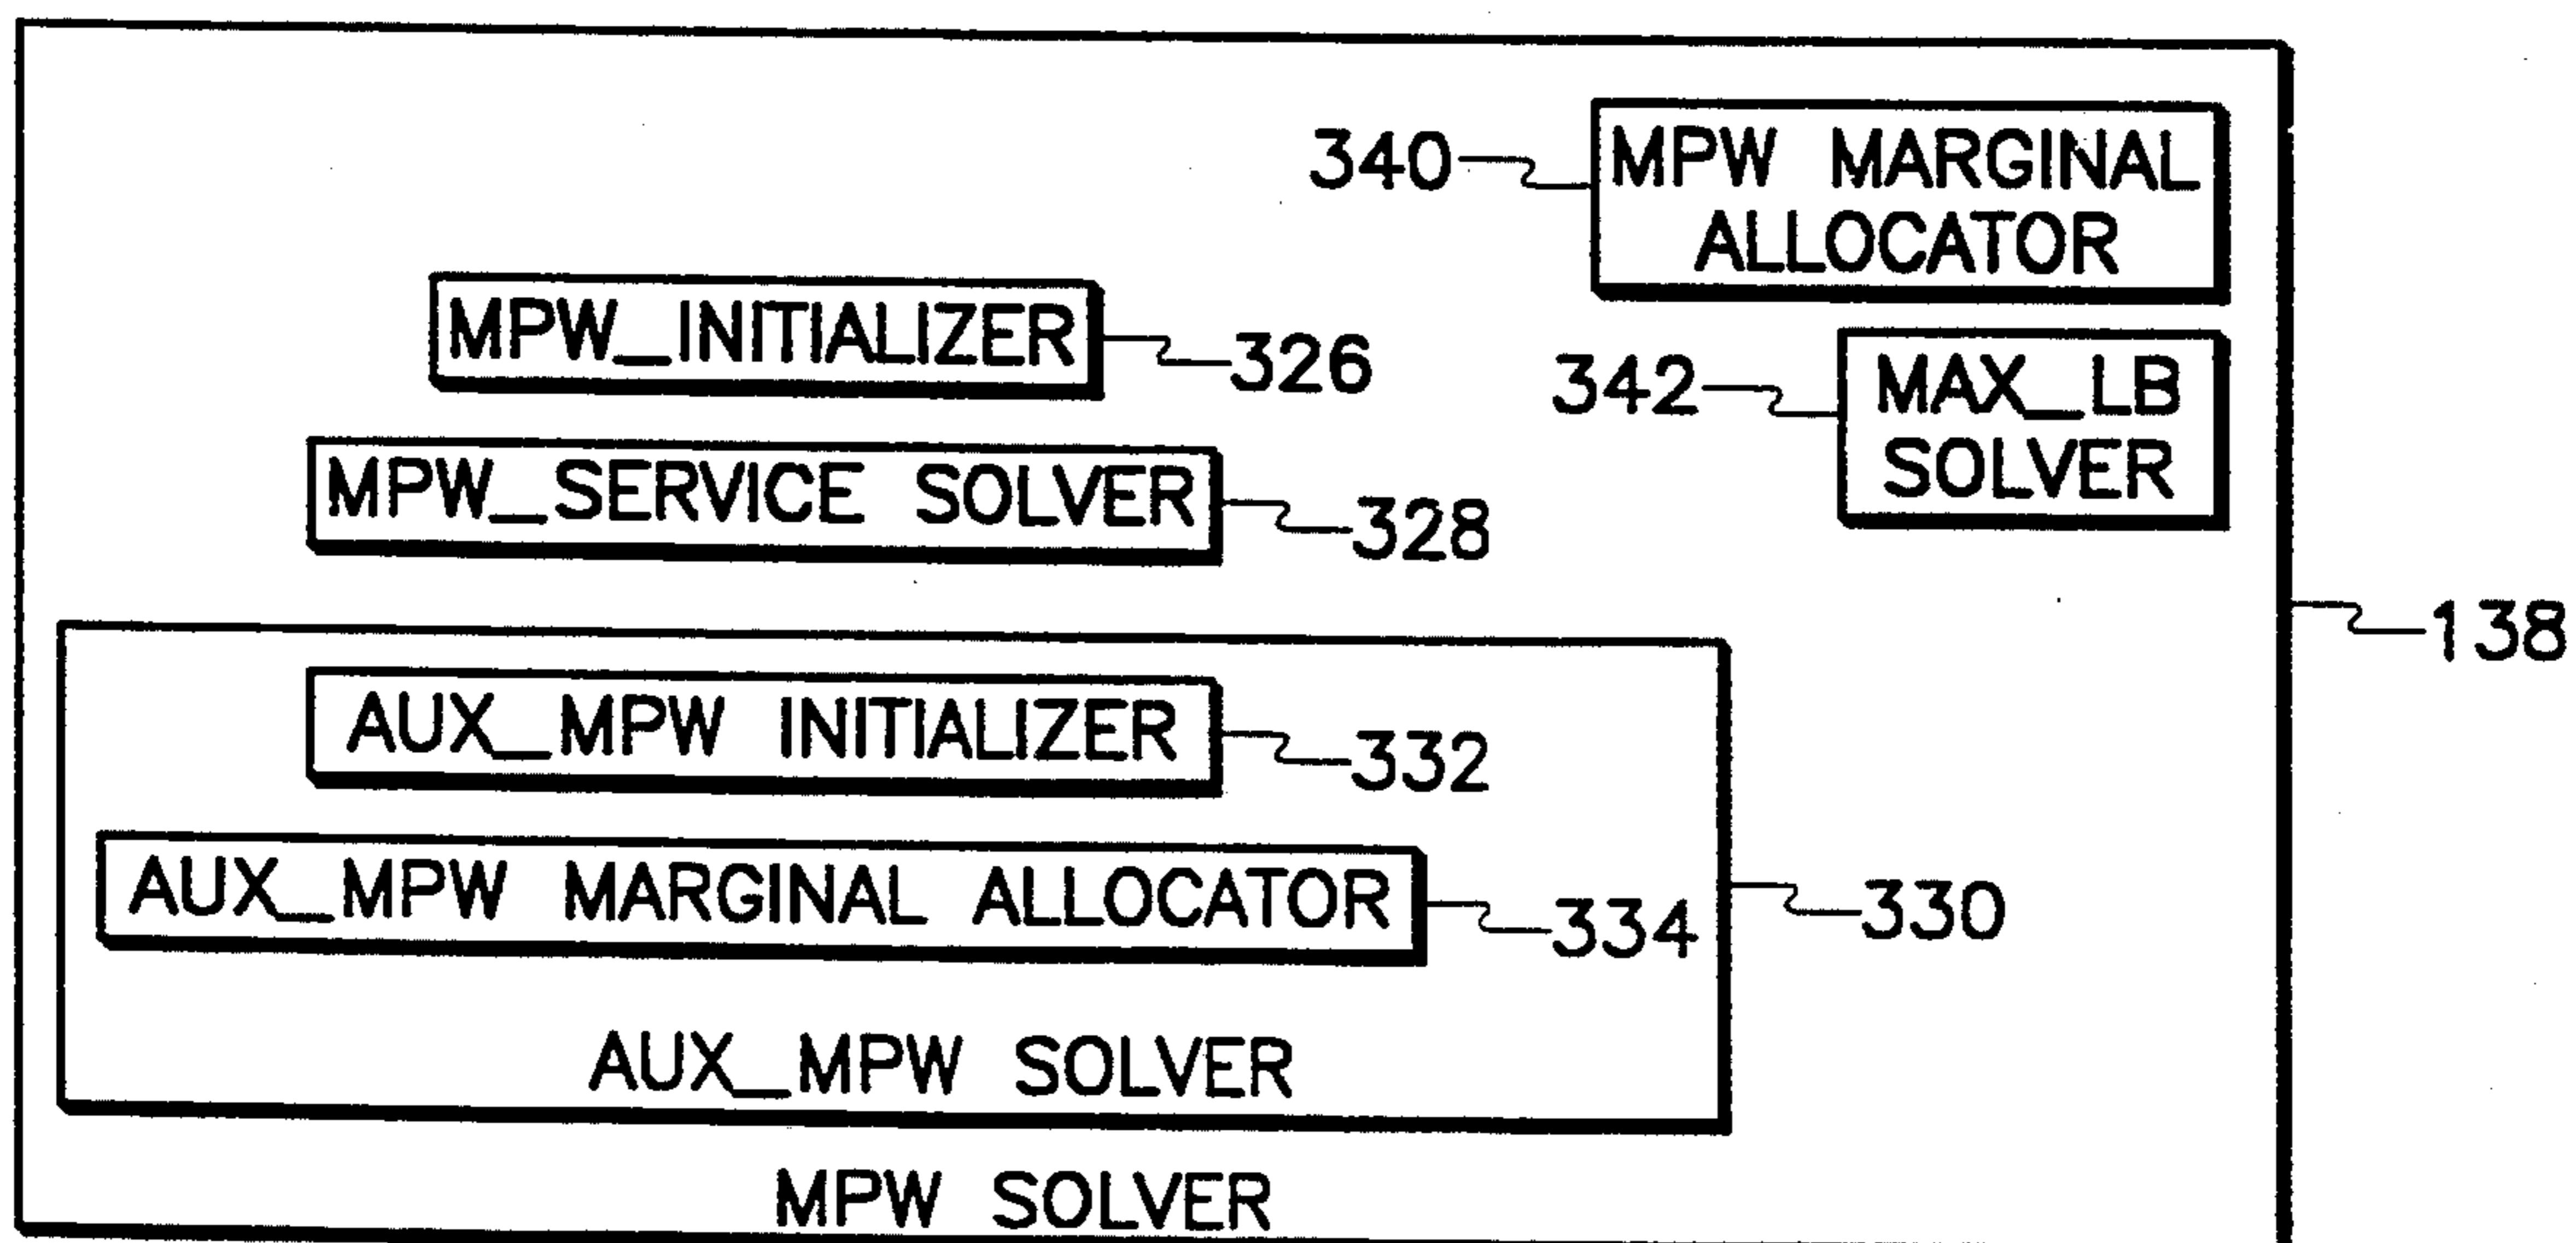 340
MPW MARGINAL
ALLOCATOR
MPW_INITIALIZER
326
342
MAX_LB
SOLVER
MPW_SERVICE SOLVER
328
138
AUX_MPW INITIALIZER
332
AUX_MPW MARGINAL ALLOCATOR
334
330
AUX_MPW SOLVER
MPW SOLVER